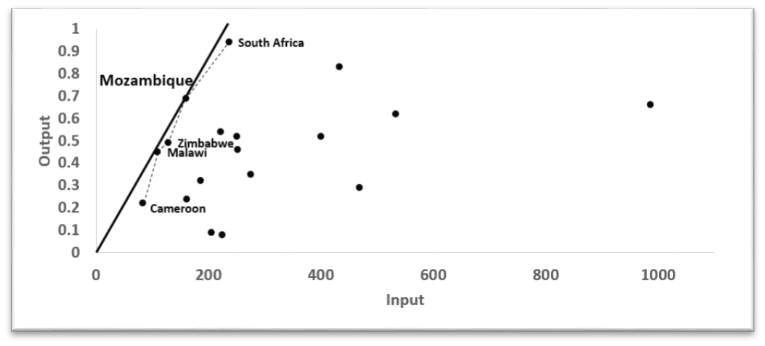 1
0.9
0.8
0.7
0.6
0.5
0.4
0.3
0.2
0.1
0
Output
South Africa
Mozambique
Zimbabwe
Malawi
Cameroon
0 200 400 600 800 1000
Input